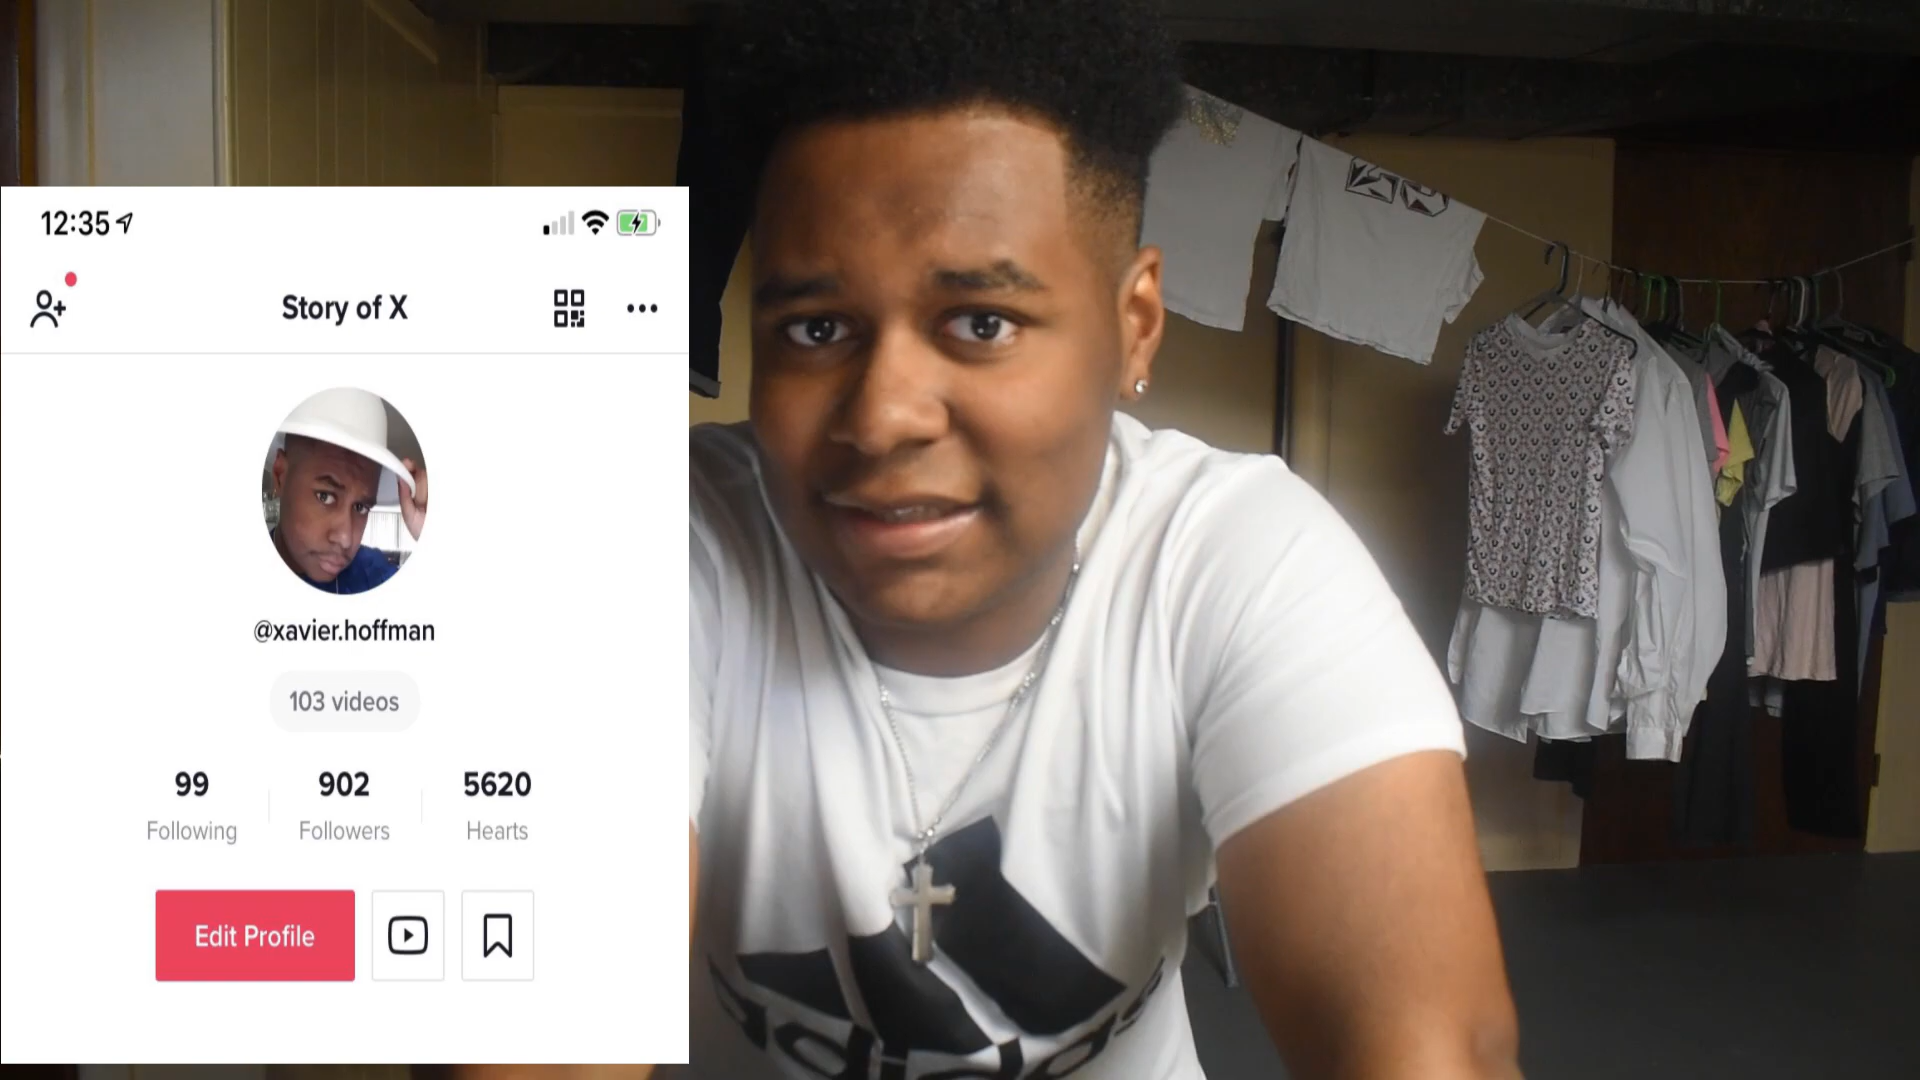 12:35
Story of X
@xavier.hoffman
103 videos
99
902
5620
Following
Followers
Hearts
Edit Profile
adidas